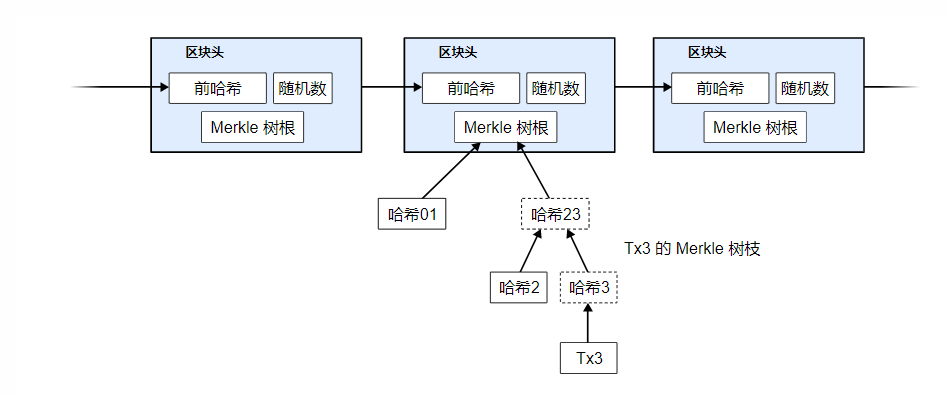 区块头
区块头
区块头
前哈希
随机数
前哈希
随机数
前哈希
随机数
Merkle 树根
Merkle 树根
Merkle 树根
哈希01
哈希23
Tx3 的 Merkle 树枝
哈希2
哈希3
Tx3